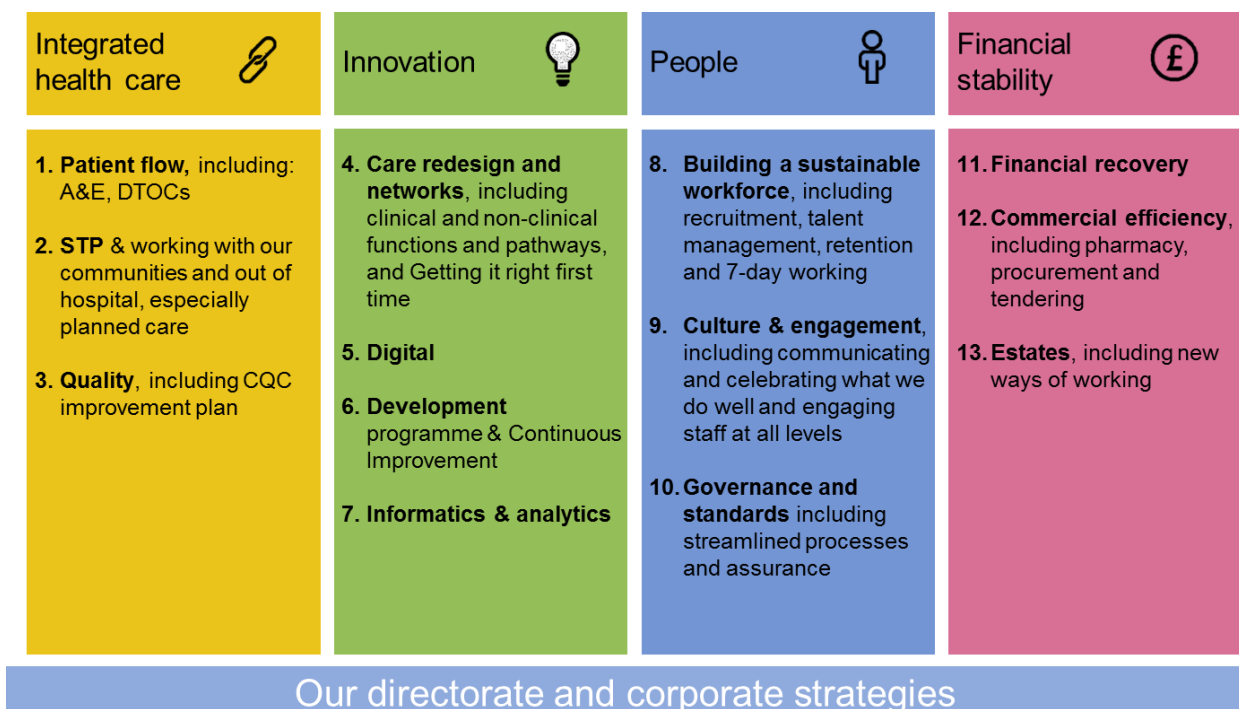 Integrated
health care
Innovation
People
Financial
stability
£
1. Patient flow, including:
A&E, DTOCs
2. STP & working with our
communities and out of
hospital, especially
planned care
3. Quality, including CQC
improvement plan
4. Care redesign and
networks, including
clinical and non-clinical
functions and pathways,
and Getting it right first
time
5. Digital
6. Development
programme & Continuous
Improvement
7. Informatics & analytics
8. Building a sustainable
workforce, including
recruitment, talent
management, retention
and 7-day working
9. Culture & engagement,
including communicating
and celebrating what we
do well and engaging
staff at all levels
10. Governance and
standards including
streamlined processes
and assurance
11. Financial recovery
12. Commercial efficiency,
including pharmacy,
procurement and
tendering
13. Estates, including new
ways of working
Our directorate and corporate strategies